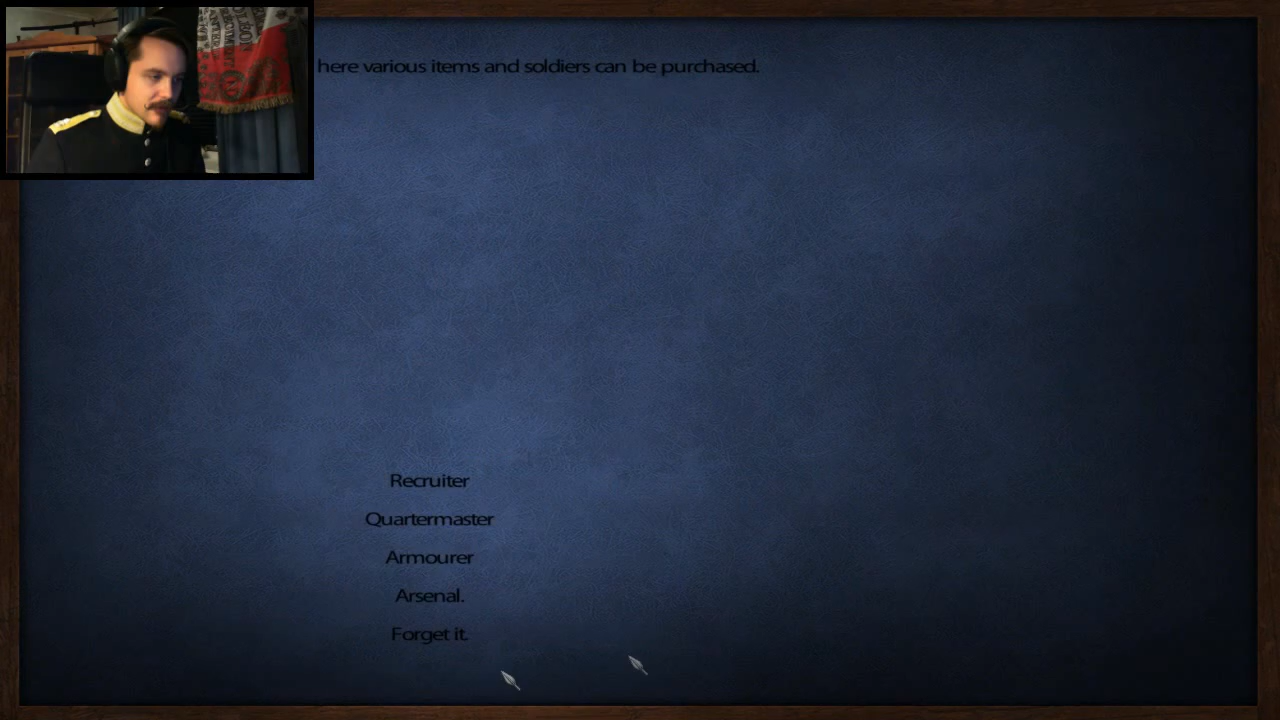 here various items and soldiers can be purchased.
Recruiter
Quartermaster
Armourer
Arsenal.
Forget it.